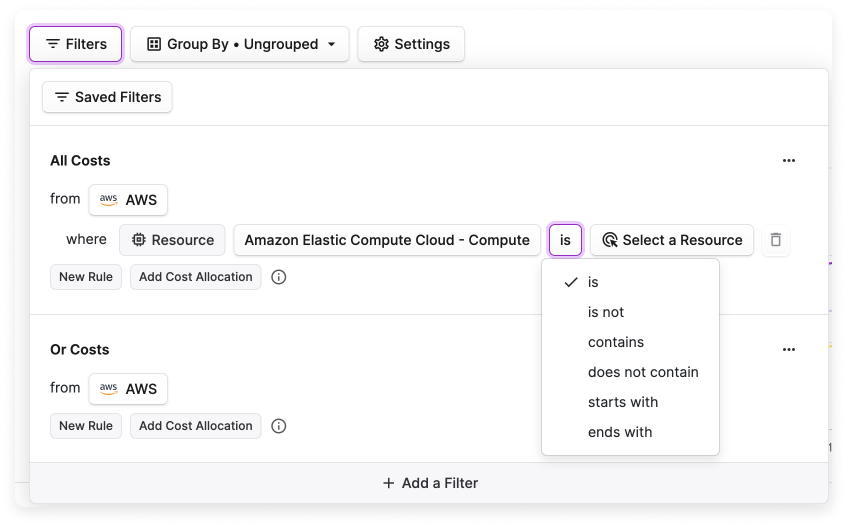 Filters Group By • Ungrouped Settings
Saved Filters
All Costs
from aws AWS
where Resource Amazon Elastic Compute Cloud - Compute is Select a Resource
New Rule Add Cost Allocation
is
is not
contains
does not contain
starts with
ends with
Or Costs
from aws AWS
New Rule Add Cost Allocation
+ Add a Filter